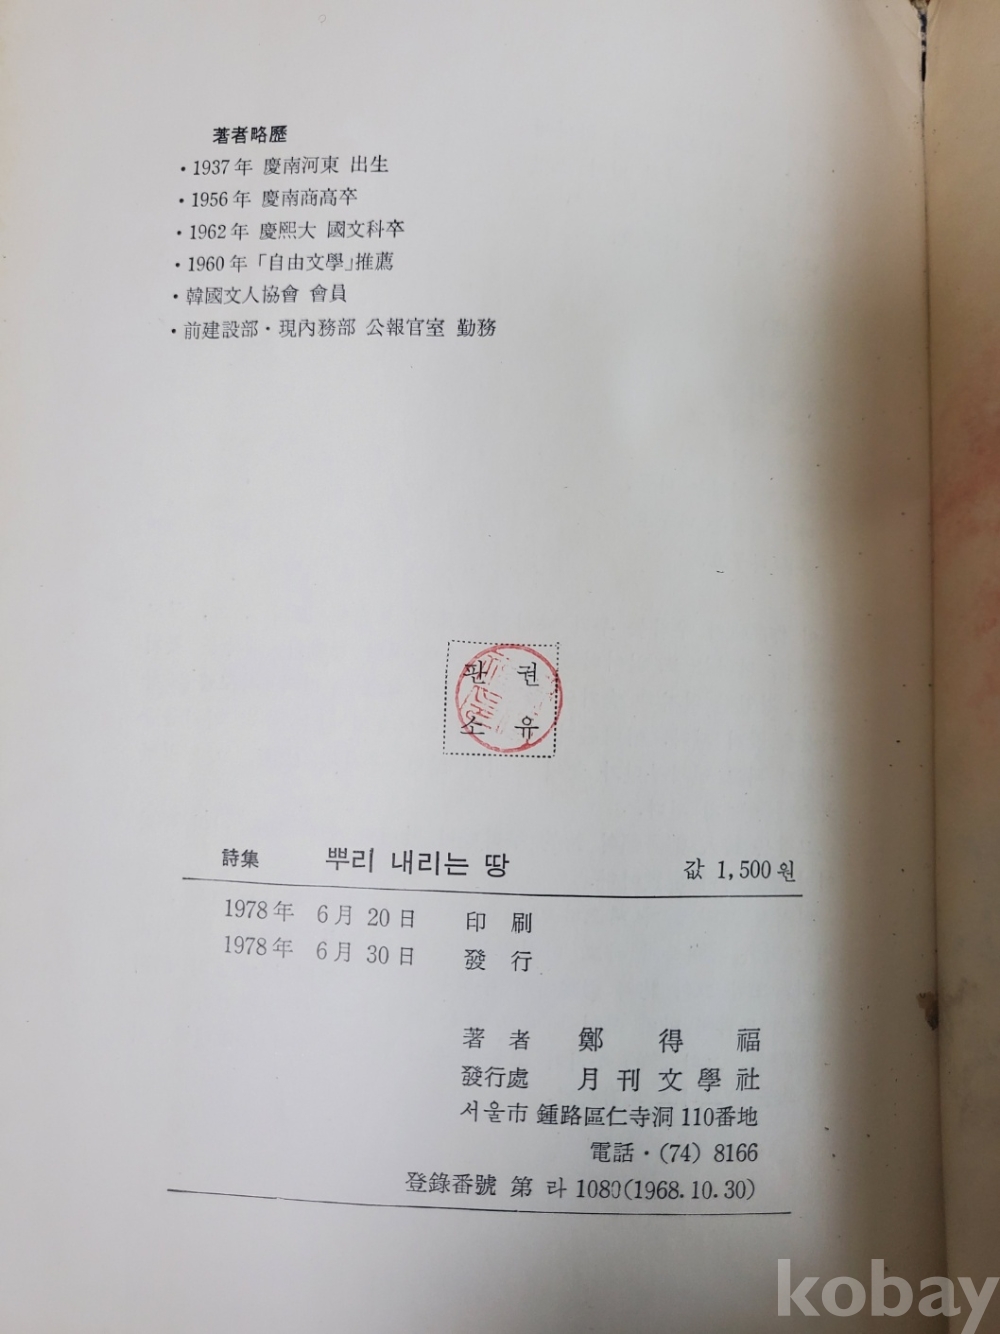 著者略歷
・1937年 慶南河東 出生
・1956年 慶南商高卒
・1962年 慶熙大 國文科卒
・1960年「自由文學」推薦
・韓國文人協會 會員
・前建設部・現內務部 公報官室 勤務
판 권
소 유
詩集 뿌리 내리는 땅 값 1,500원
1978年 6月 20日 印 刷
1978年 6月 30日 發 行
著 者 鄭 得 福
發行處 月刊文學社
서울市 鍾路區仁寺洞 110番地
電話・(74) 8166
登錄番號 第 라 1080(1968.10.30)
kobay